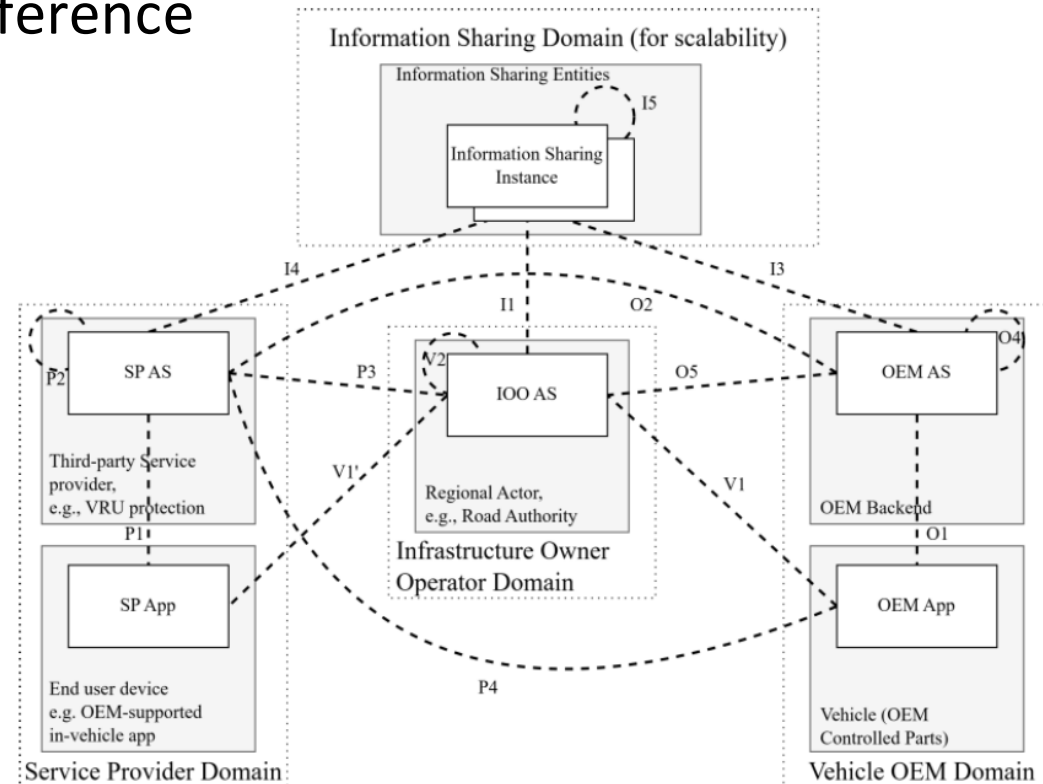 ference
Information Sharing Domain (for scalability)
Information Sharing Entities
I5
Information Sharing
Instance
I4
I3
I1
O2
P2
SP AS
P3
V2
IOO AS
O5
OEM AS
O4
Third-party Service
provider,
e.g., VRU protection
V1'
Regional Actor,
e.g., Road Authority
V1
OEM Backend
P1
O1
Infrastructure Owner
Operator Domain
SP App
OEM App
End user device
e.g. OEM-supported
in-vehicle app
P4
Vehicle (OEM
Controlled Parts)
Service Provider Domain
Vehicle OEM Domain